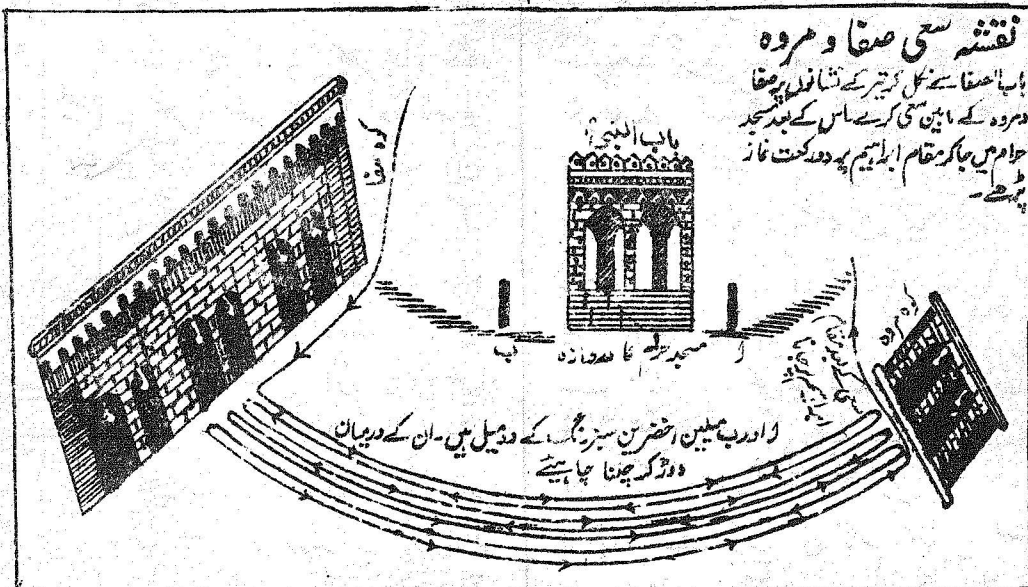 نقشہ سعی صفا و مروہ
باب الصفا سے نکل کر تیر کے نشانوں پر صفا
و مروہ کے مابین سعی کرے۔ اس کے بعد مسجد
حرام میں جا کر مقام ابراہیم پر دو رکعت نماز
پڑھے۔
کوہ صفا
باب النبیؐ
کوہ مروہ
ا
مسجد حرام کا دروازہ
ب
ا اور ب میلین اخضرین سبز رنگ کے دو میل ہیں۔ ان کے درمیان
دوڑ کر چلنا چاہیئے